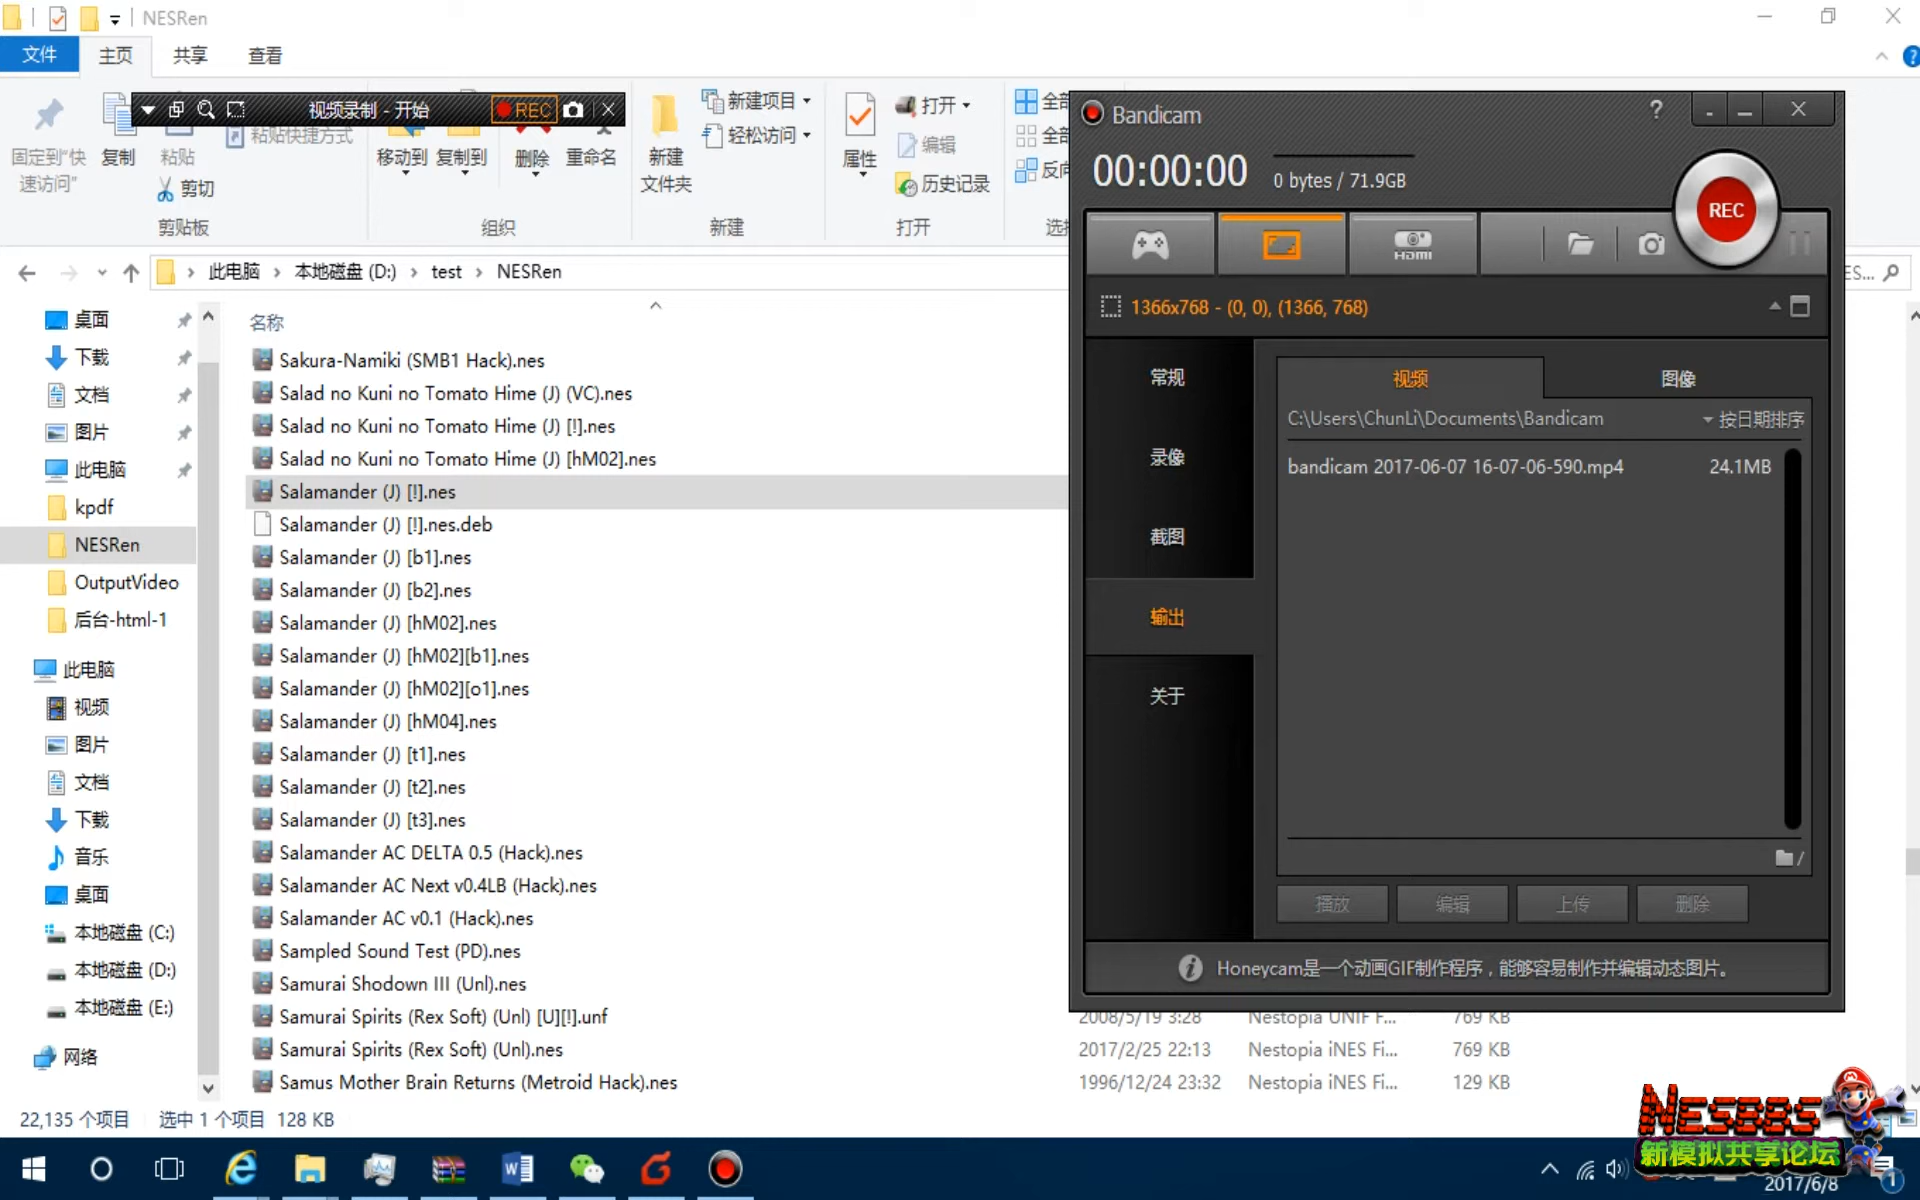 NESRen
文件 主页 共享 查看
视频录制 - 开始 REC
固定到"快速访问"
复制
粘贴
粘贴快捷方式
剪切
剪贴板
移动到 复制到 删除 重命名
组织
新建文件夹
新建项目
轻松访问
新建
属性
打开
编辑
历史记录
打开
此电脑 › 本地磁盘 (D:) › test › NESRen
桌面
下载
文档
图片
此电脑
kpdf
NESRen
OutputVideo
后台-html-1
此电脑
视频
图片
文档
下载
音乐
桌面
本地磁盘 (C:)
本地磁盘 (D:)
本地磁盘 (E:)
网络
名称
Sakura-Namiki (SMB1 Hack).nes
Salad no Kuni no Tomato Hime (J) (VC).nes
Salad no Kuni no Tomato Hime (J) [!].nes
Salad no Kuni no Tomato Hime (J) [hM02].nes
Salamander (J) [!].nes
Salamander (J) [!].nes.deb
Salamander (J) [b1].nes
Salamander (J) [b2].nes
Salamander (J) [hM02].nes
Salamander (J) [hM02][b1].nes
Salamander (J) [hM02][o1].nes
Salamander (J) [hM04].nes
Salamander (J) [t1].nes
Salamander (J) [t2].nes
Salamander (J) [t3].nes
Salamander AC DELTA 0.5 (Hack).nes
Salamander AC Next v0.4LB (Hack).nes
Salamander AC v0.1 (Hack).nes
Sampled Sound Test (PD).nes
Samurai Shodown III (Unl).nes
Samurai Spirits (Rex Soft) (Unl) [U][!].unf
Samurai Spirits (Rex Soft) (Unl).nes
Samus Mother Brain Returns (Metroid Hack).nes
2008/5/19 3:28 Nestopia UNIF F... 769 KB
2017/2/25 22:13 Nestopia iNES Fi... 769 KB
1996/12/24 23:32 Nestopia iNES Fi... 129 KB
22,135 个项目 选中 1 个项目 128 KB
Bandicam
00:00:00
0 bytes / 71.9GB
REC
HDMI
1366x768 - (0, 0), (1366, 768)
常规
录像
截图
输出
关于
视频 图像
C:\Users\ChunLi\Documents\Bandicam 按日期排序
bandicam 2017-06-07 16-07-06-590.mp4 24.1MB
播放 编辑 上传 删除
Honeycam是一个动画GIF制作程序，能够容易制作并编辑动态图片。
NESBBS
新模拟共享论坛
2017/6/8